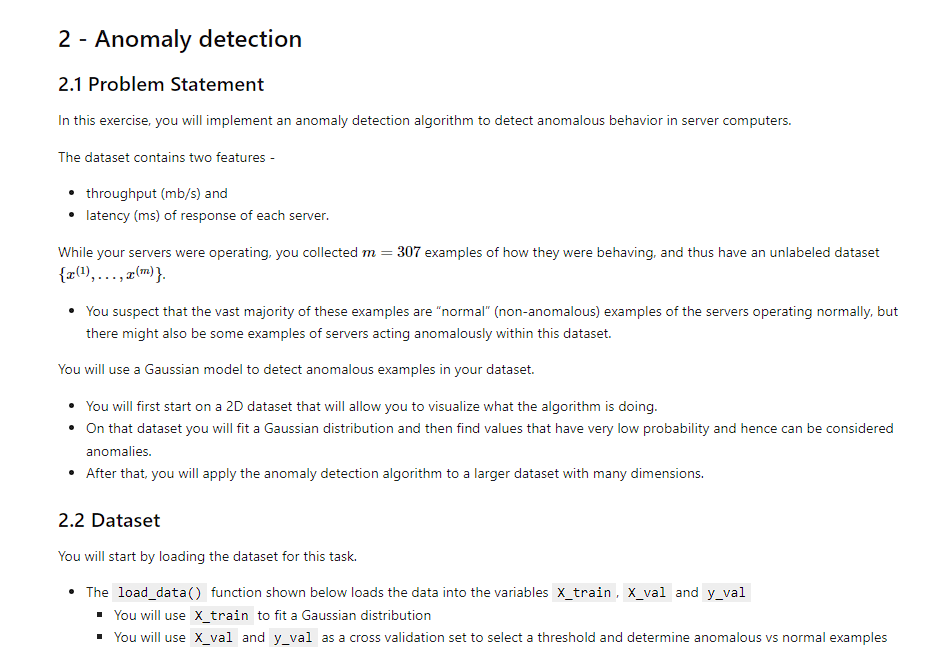 2 - Anomaly detection
2.1 Problem Statement
In this exercise, you will implement an anomaly detection algorithm to detect anomalous behavior in server computers.
The dataset contains two features -
• throughput (mb/s) and
• latency (ms) of response of each server.
While your servers were operating, you collected m = 307 examples of how they were behaving, and thus have an unlabeled dataset
{x⁽¹⁾, . . . , x⁽ᵐ⁾}.
• You suspect that the vast majority of these examples are “normal” (non-anomalous) examples of the servers operating normally, but
there might also be some examples of servers acting anomalously within this dataset.
You will use a Gaussian model to detect anomalous examples in your dataset.
• You will first start on a 2D dataset that will allow you to visualize what the algorithm is doing.
• On that dataset you will fit a Gaussian distribution and then find values that have very low probability and hence can be considered
anomalies.
• After that, you will apply the anomaly detection algorithm to a larger dataset with many dimensions.
2.2 Dataset
You will start by loading the dataset for this task.
• The load_data() function shown below loads the data into the variables X_train , X_val and y_val
▪ You will use X_train to fit a Gaussian distribution
▪ You will use X_val and y_val as a cross validation set to select a threshold and determine anomalous vs normal examples